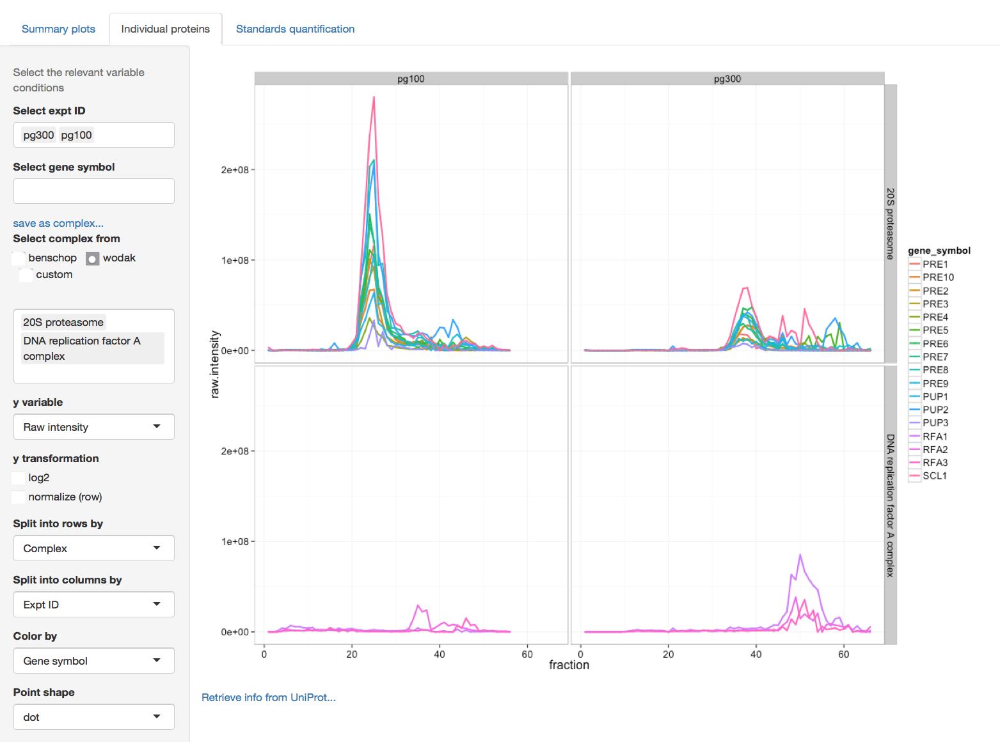 Summary plots
Individual proteins
Standards quantification
Select the relevant variable
conditions
Select expt ID
pg300 pg100
Select gene symbol
save as complex...
Select complex from
benschop wodak
custom
20S proteasome
DNA replication factor A
complex
y variable
Raw intensity
y transformation
log2
normalize (row)
Split into rows by
Complex
Split into columns by
Expt ID
Color by
Gene symbol
Point shape
dot
pg100
pg300
20S proteasome
DNA replication factor A complex
raw.intensity
2e+08
1e+08
0e+00
2e+08
1e+08
0e+00
0 20 40 60
0 20 40 60
fraction
gene_symbol
PRE1
PRE10
PRE2
PRE3
PRE4
PRE5
PRE6
PRE7
PRE8
PRE9
PUP1
PUP2
PUP3
RFA1
RFA2
RFA3
SCL1
Retrieve info from UniProt...